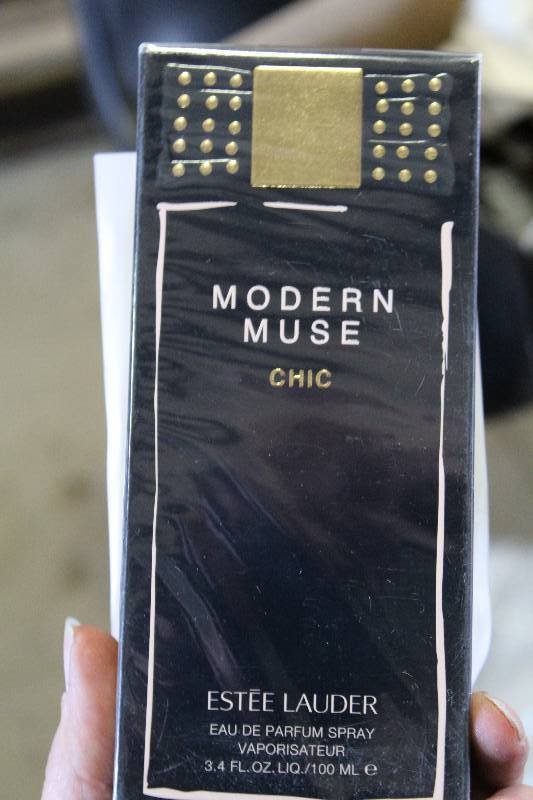 MODERN
MUSE
CHIC
ESTĒE LAUDER
EAU DE PARFUM SPRAY
VAPORISATEUR
3.4 FL.OZ.LIQ./100 ML ℮